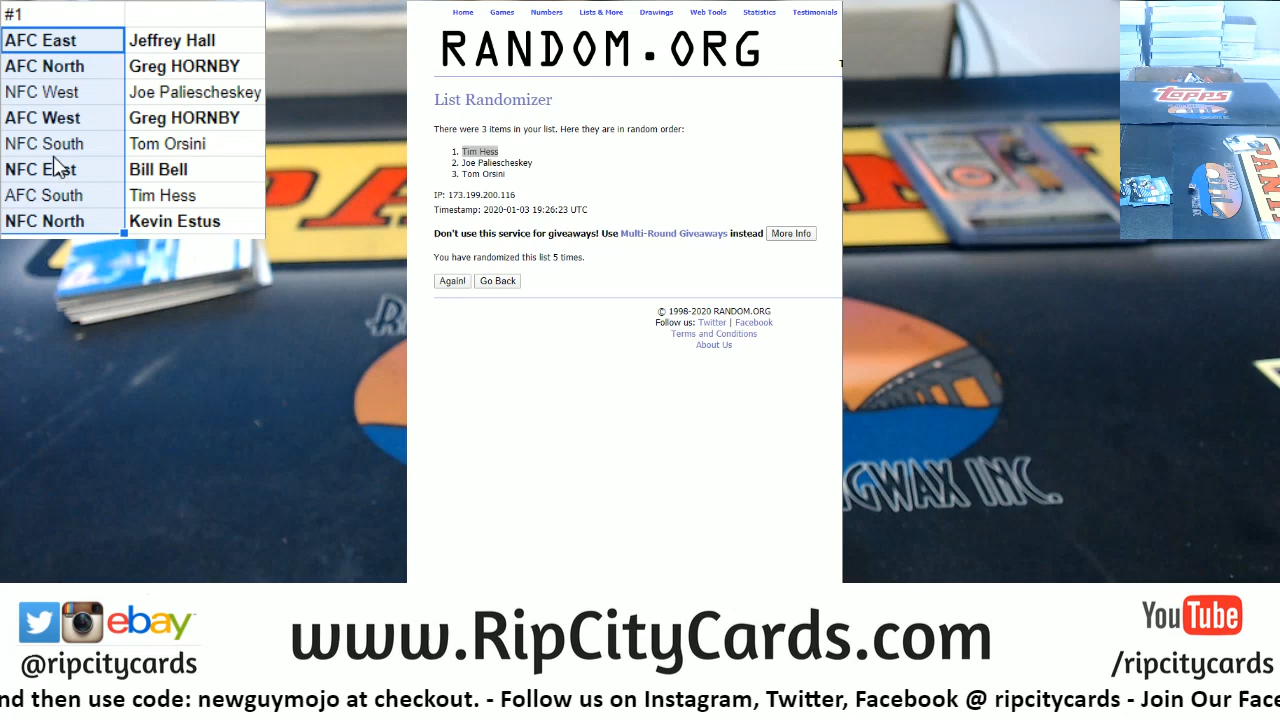 #1
AFC East Jeffrey Hall
AFC North Greg HORNBY
NFC West Joe Paliescheskey
AFC West Greg HORNBY
NFC South Tom Orsini
NFC East Bill Bell
AFC South Tim Hess
NFC North Kevin Estus
Home Games Numbers Lists & More Drawings Web Tools Statistics Testimonials
RANDOM.ORG
List Randomizer
There were 3 items in your list. Here they are in random order:
1. Tim Hess
2. Joe Paliescheskey
3. Tom Orsini
IP: 173.199.200.116
Timestamp: 2020-01-03 19:26:23 UTC
Don't use this service for giveaways! Use Multi-Round Giveaways instead More Info
You have randomized this list 5 times.
Again! Go Back
© 1998-2020 RANDOM.ORG
Follow us: Twitter | Facebook
Terms and Conditions
About Us
topps
GWAX INC.
ebay
@ripcitycards
www.RipCityCards.com
YouTube
/ripcitycards
nd then use code: newguymojo at checkout. - Follow us on Instagram, Twitter, Facebook @ ripcitycards - Join Our Face